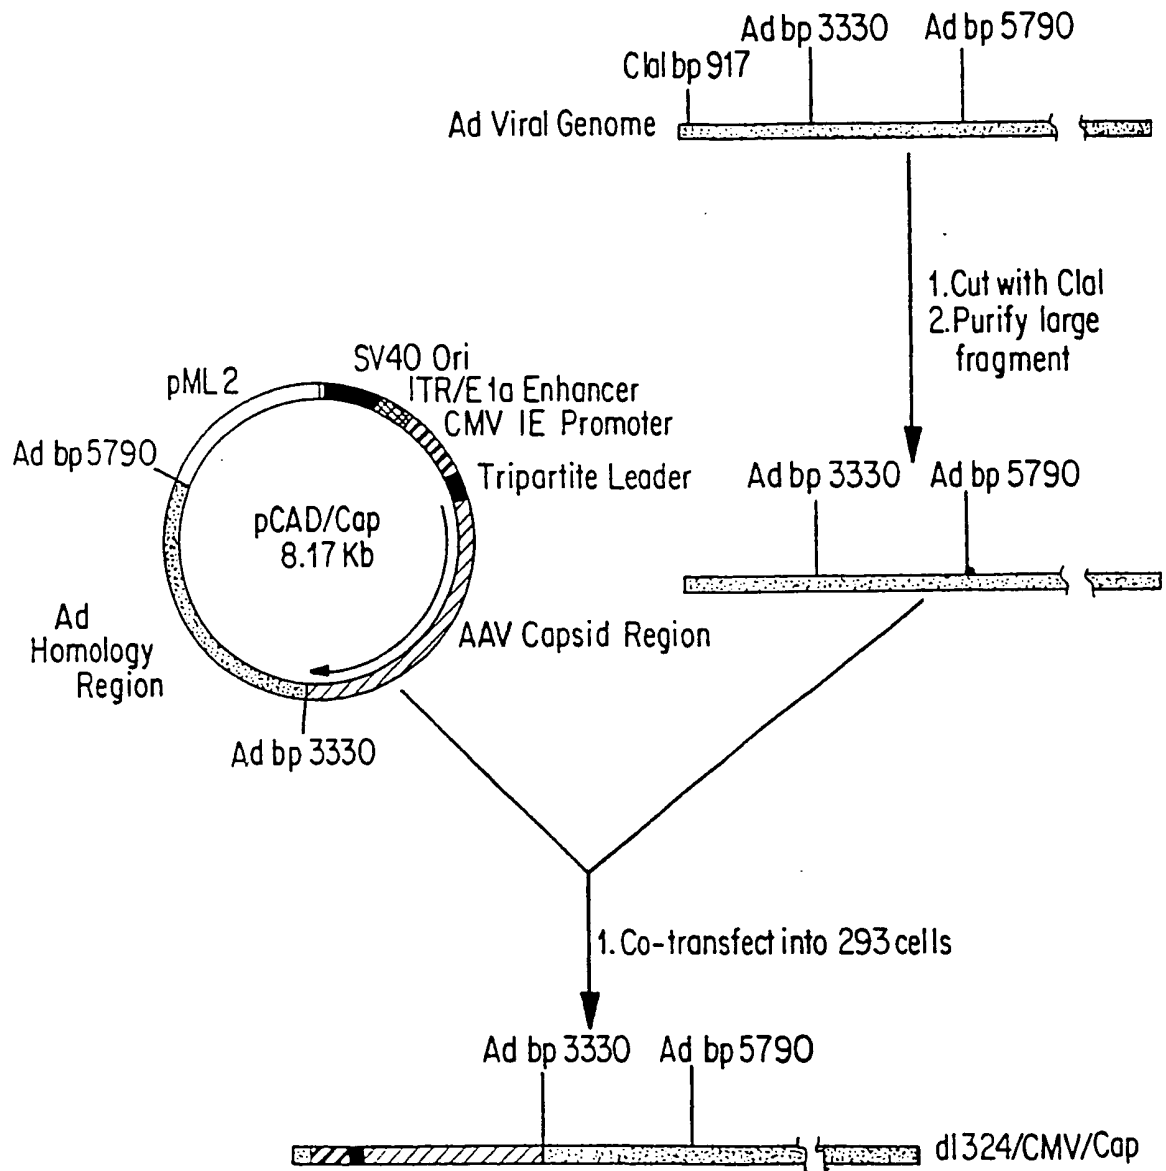 Ad bp 3330
Ad bp 5790
ClaI bp 917
Ad Viral Genome
1. Cut with ClaI
2. Purify large
fragment
SV40 Ori
ITR/E1a Enhancer
CMV IE Promoter
Tripartite Leader
pML2
Ad bp 5790
pCAD/Cap
8.17 Kb
Ad
Homology
Region
AAV Capsid Region
Ad bp 3330
Ad bp 3330
Ad bp 5790
1. Co-transfect into 293 cells
Ad bp 3330
Ad bp 5790
dl324/CMV/Cap